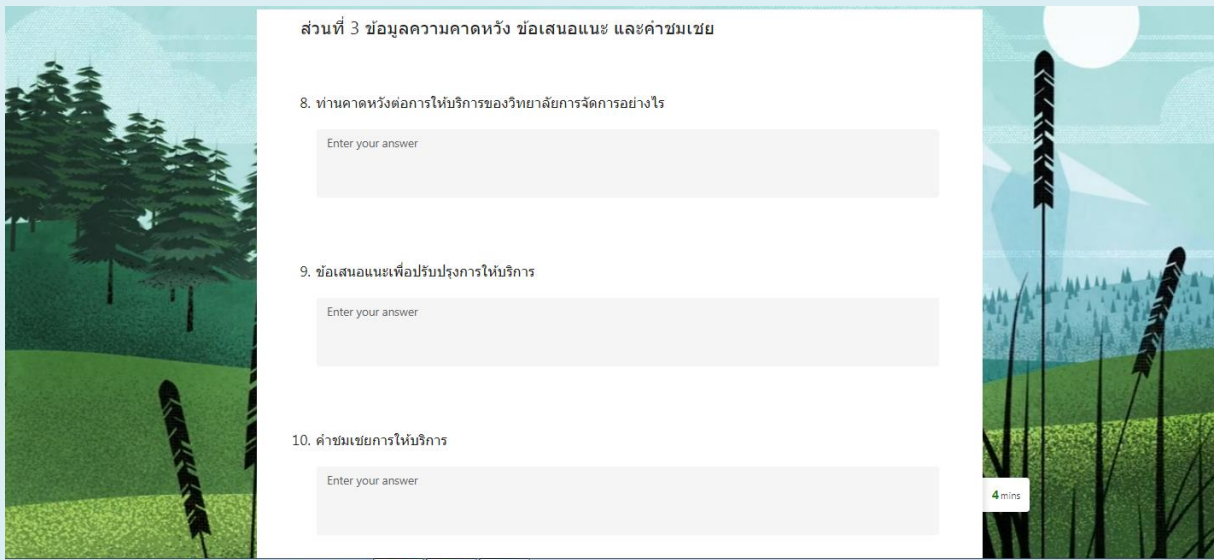 ส่วนที่ 3 ข้อมูลความคาดหวัง ข้อเสนอแนะ และคำชมเชย
8. ท่านคาดหวังต่อการให้บริการของวิทยาลัยการจัดการอย่างไร
Enter your answer
9. ข้อเสนอแนะเพื่อปรับปรุงการให้บริการ
Enter your answer
10. คำชมเชยการให้บริการ
Enter your answer
4 mins